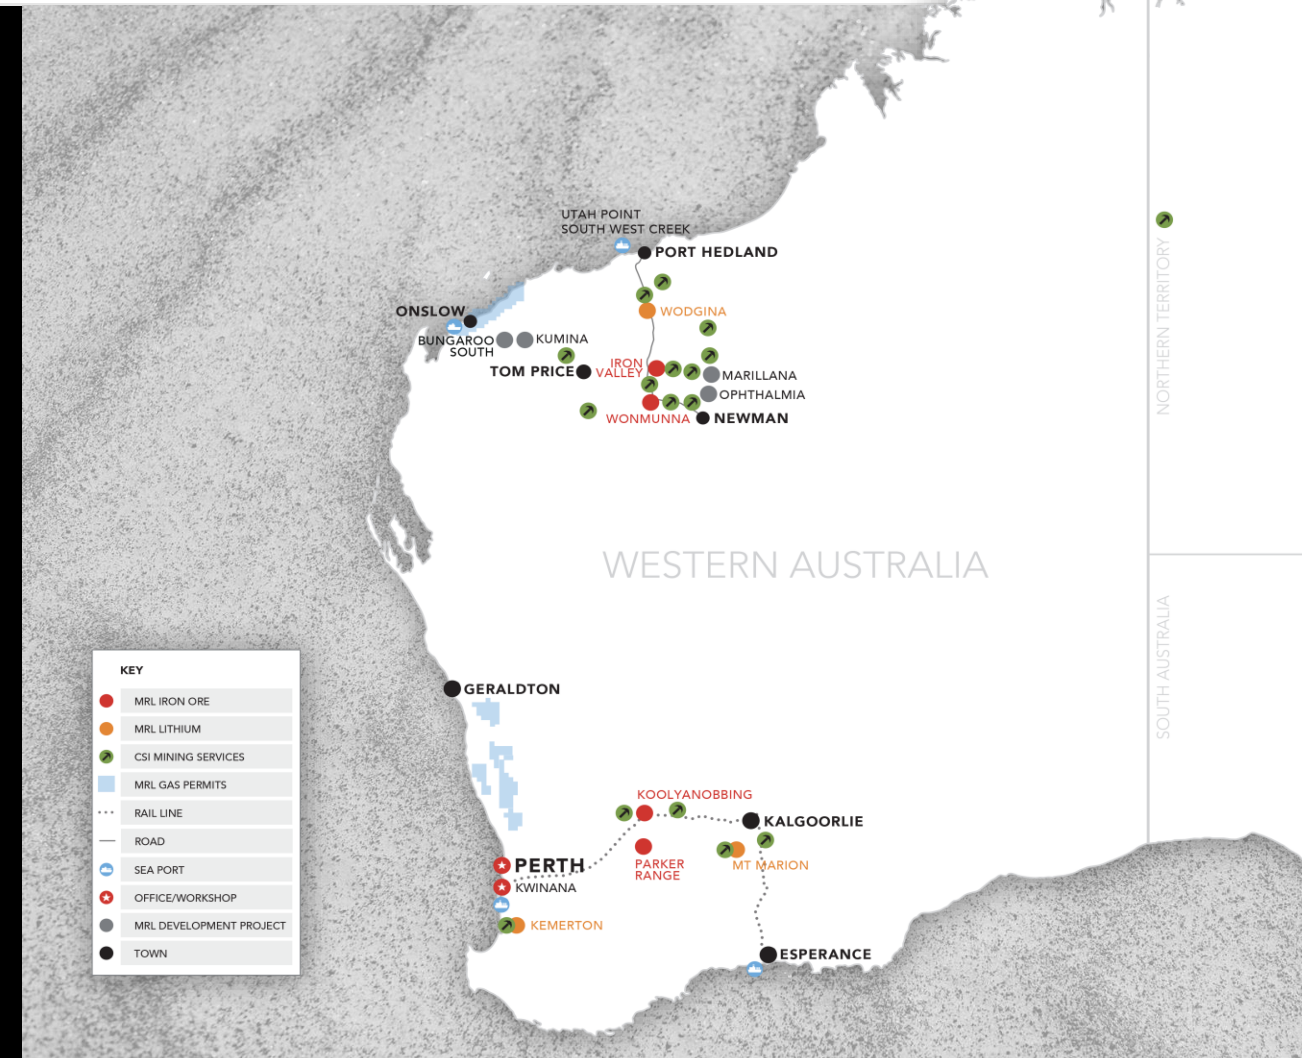 UTAH POINT
SOUTH WEST CREEK
PORT HEDLAND
ONSLOW
WODGINA
BUNGAROO
SOUTH
KUMINA
TOM PRICE
IRON
VALLEY
MARILLANA
OPHTHALMIA
WONMUNNA
NEWMAN
NORTHERN TERRITORY
WESTERN AUSTRALIA
SOUTH AUSTRALIA
GERALDTON
KOOLYANOBBING
KALGOORLIE
PERTH
PARKER
RANGE
MT MARION
KWINANA
KEMERTON
ESPERANCE
KEY
MRL IRON ORE
MRL LITHIUM
CSI MINING SERVICES
MRL GAS PERMITS
RAIL LINE
ROAD
SEA PORT
OFFICE/WORKSHOP
MRL DEVELOPMENT PROJECT
TOWN